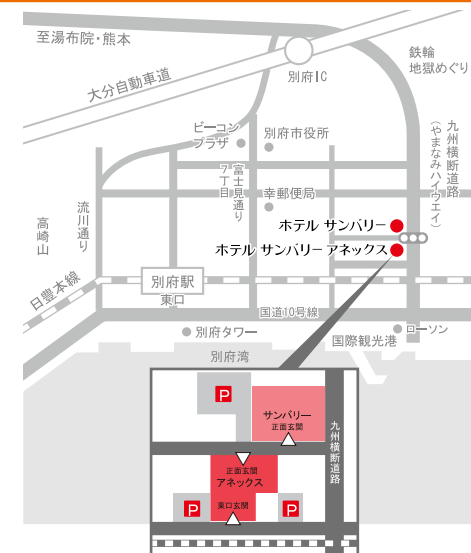 至湯布院・熊本
大分自動車道
別府IC
鉄輪
地獄めぐり
ビーコン
プラザ
別府市役所
九州横断道路
(やまなみハイウエイ)
富士見通り
7丁目
幸郵便局
流川通り
高崎山
ホテル サンバリー
ホテル サンバリー アネックス
日豊本線
別府駅
東口
国道10号線
別府タワー
ローソン
国際観光港
別府湾
P
サンバリー
正面玄関
九州横断道路
正面玄関
アネックス
東口玄関
P
P